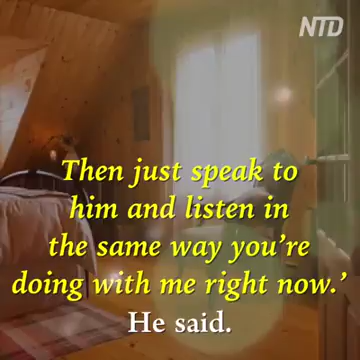 NTD
Then just speak to
him and listen in
the same way you’re
doing with me right now.’
He said.